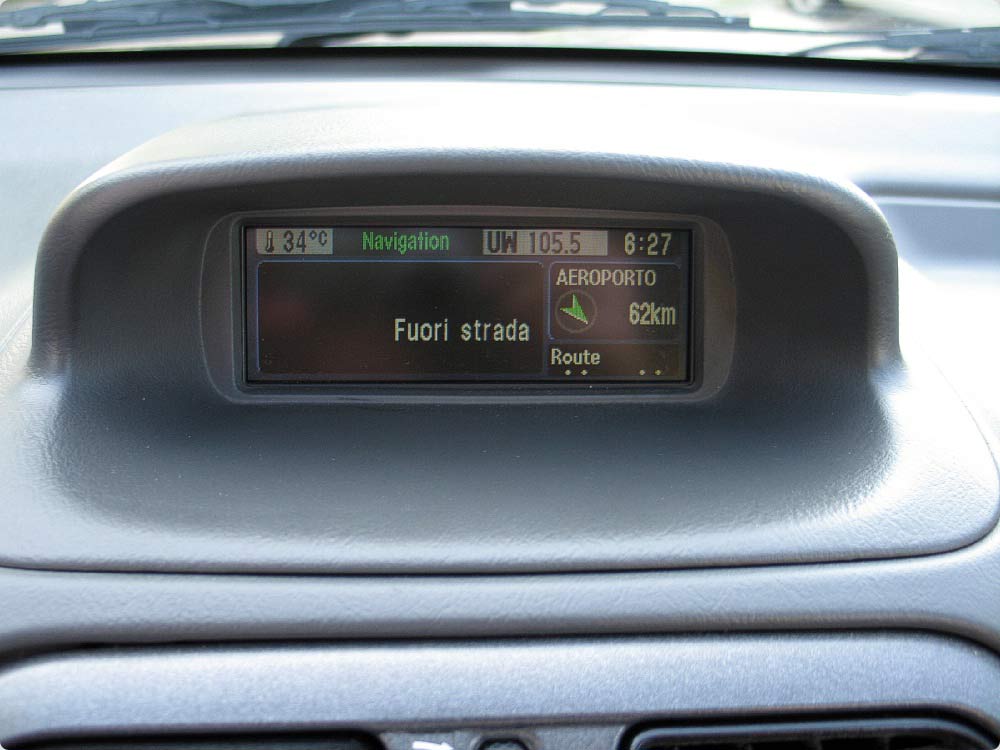 34°C Navigation UW 105.5 6:27
AEROPORTO
62km
Fuori strada
Route